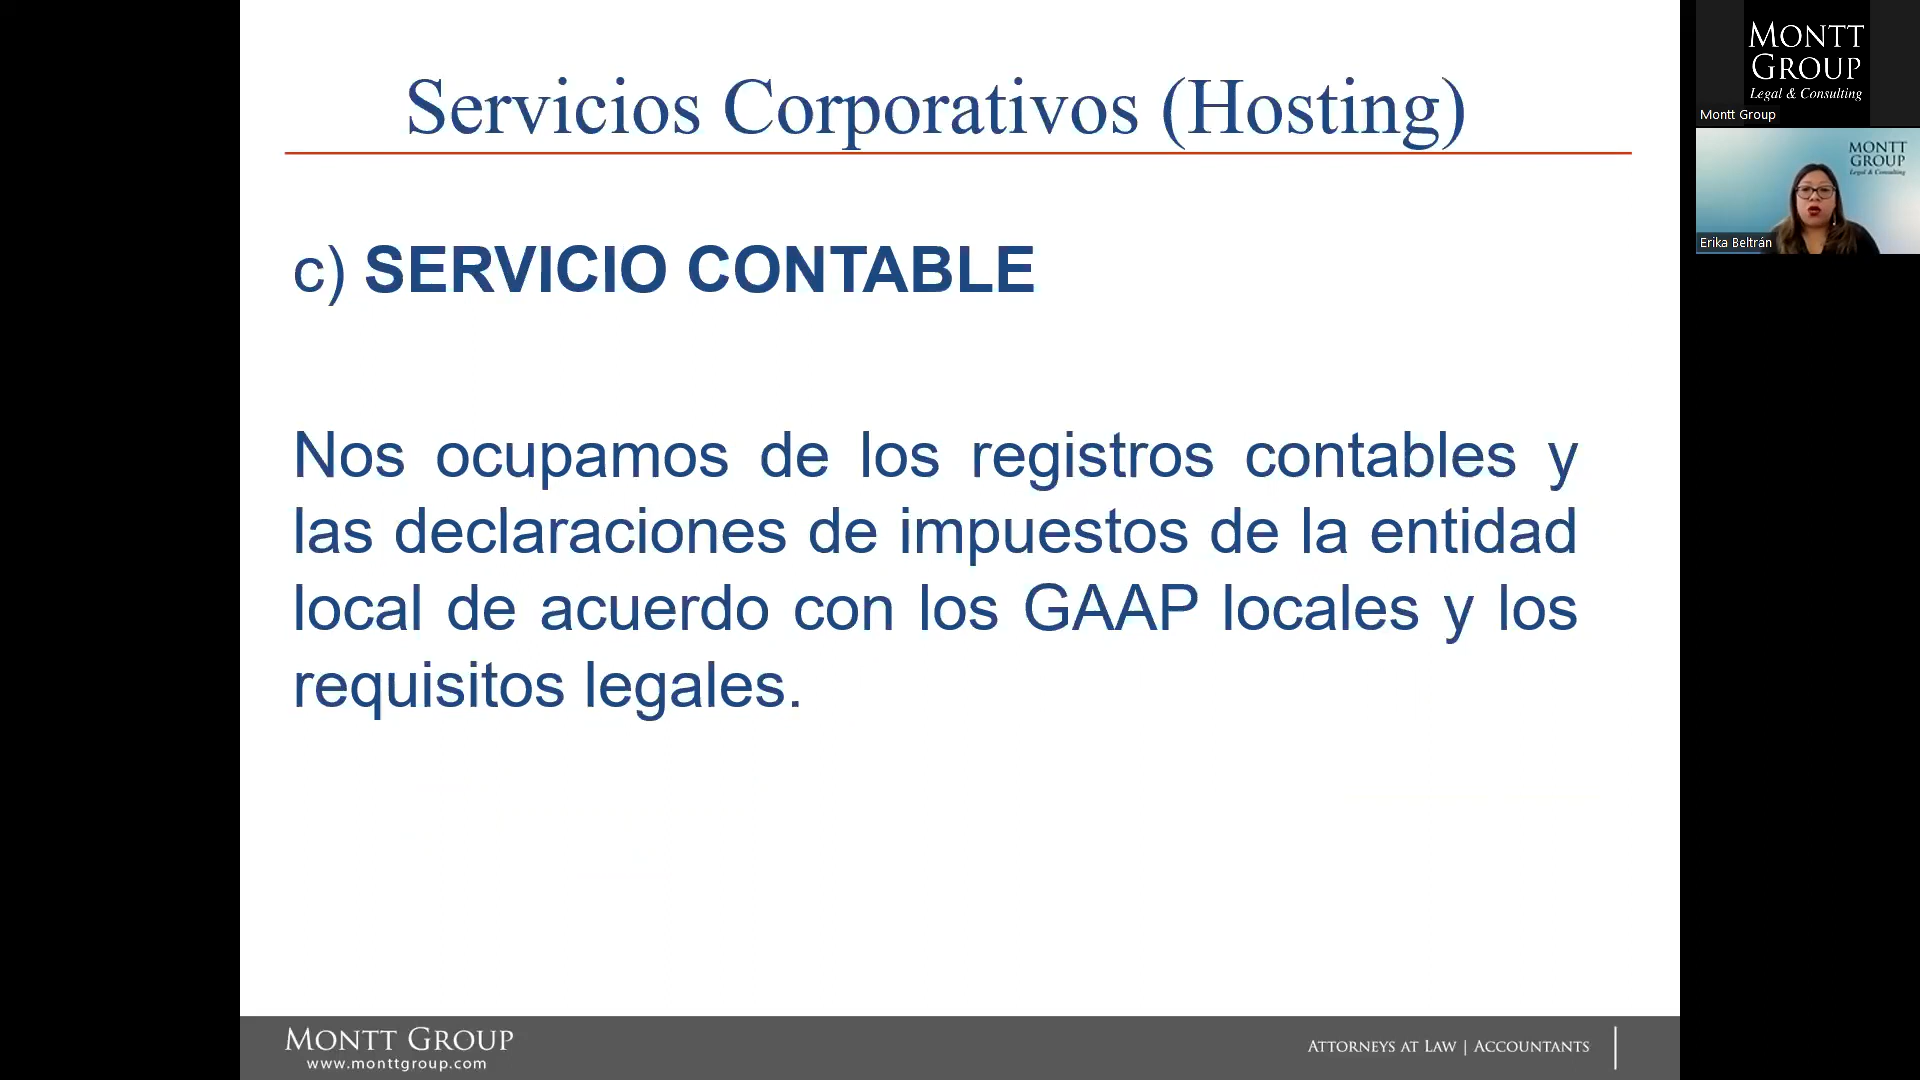 Servicios Corporativos (Hosting)
c) SERVICIO CONTABLE
Nos ocupamos de los registros contables y
las declaraciones de impuestos de la entidad
local de acuerdo con los GAAP locales y los
requisitos legales.
MONTT GROUP
www.monttgroup.com
ATTORNEYS AT LAW | ACCOUNTANTS
MONTT
GROUP
Legal & Consulting
Montt Group
MONTT
GROUP
Legal & Consulting
Erika Beltrán